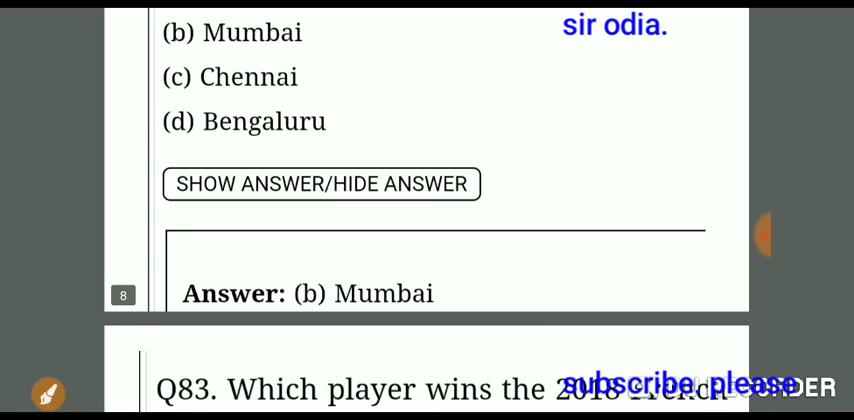 (b) Mumbai
sir odia.
(c) Chennai
(d) Bengaluru
SHOW ANSWER/HIDE ANSWER
Answer: (b) Mumbai
8
Q83. Which player wins the 2018
subscribe please